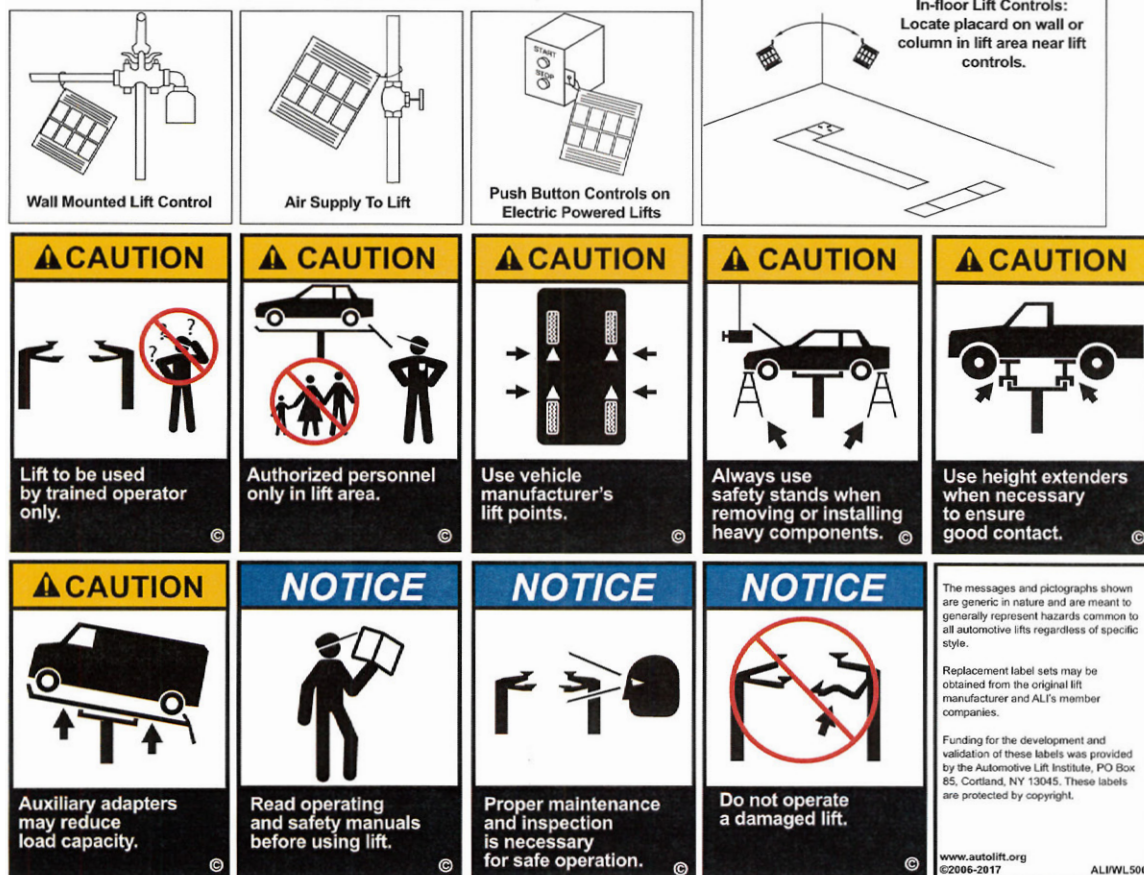 Wall Mounted Lift Control
Air Supply To Lift
START
STOP
Push Button Controls on
Electric Powered Lifts
In-floor Lift Controls:
Locate placard on wall or
column in lift area near lift
controls.
CAUTION
? ? ?
Lift to be used
by trained operator
only.
©
CAUTION
Authorized personnel
only in lift area.
©
CAUTION
Use vehicle
manufacturer's
lift points.
©
CAUTION
Always use
safety stands when
removing or installing
heavy components.
©
CAUTION
Use height extenders
when necessary
to ensure
good contact.
©
CAUTION
Auxiliary adapters
may reduce
load capacity.
©
NOTICE
Read operating
and safety manuals
before using lift.
©
NOTICE
Proper maintenance
and inspection
is necessary
for safe operation.
©
NOTICE
Do not operate
a damaged lift.
©
The messages and pictographs shown
are generic in nature and are meant to
generally represent hazards common to
all automotive lifts regardless of specific
style.
Replacement label sets may be
obtained from the original lift
manufacturer and ALI's member
companies.
Funding for the development and
validation of these labels was provided
by the Automotive Lift Institute, PO Box
85, Cortland, NY 13045. These labels
are protected by copyright.
www.autolift.org
©2006-2017